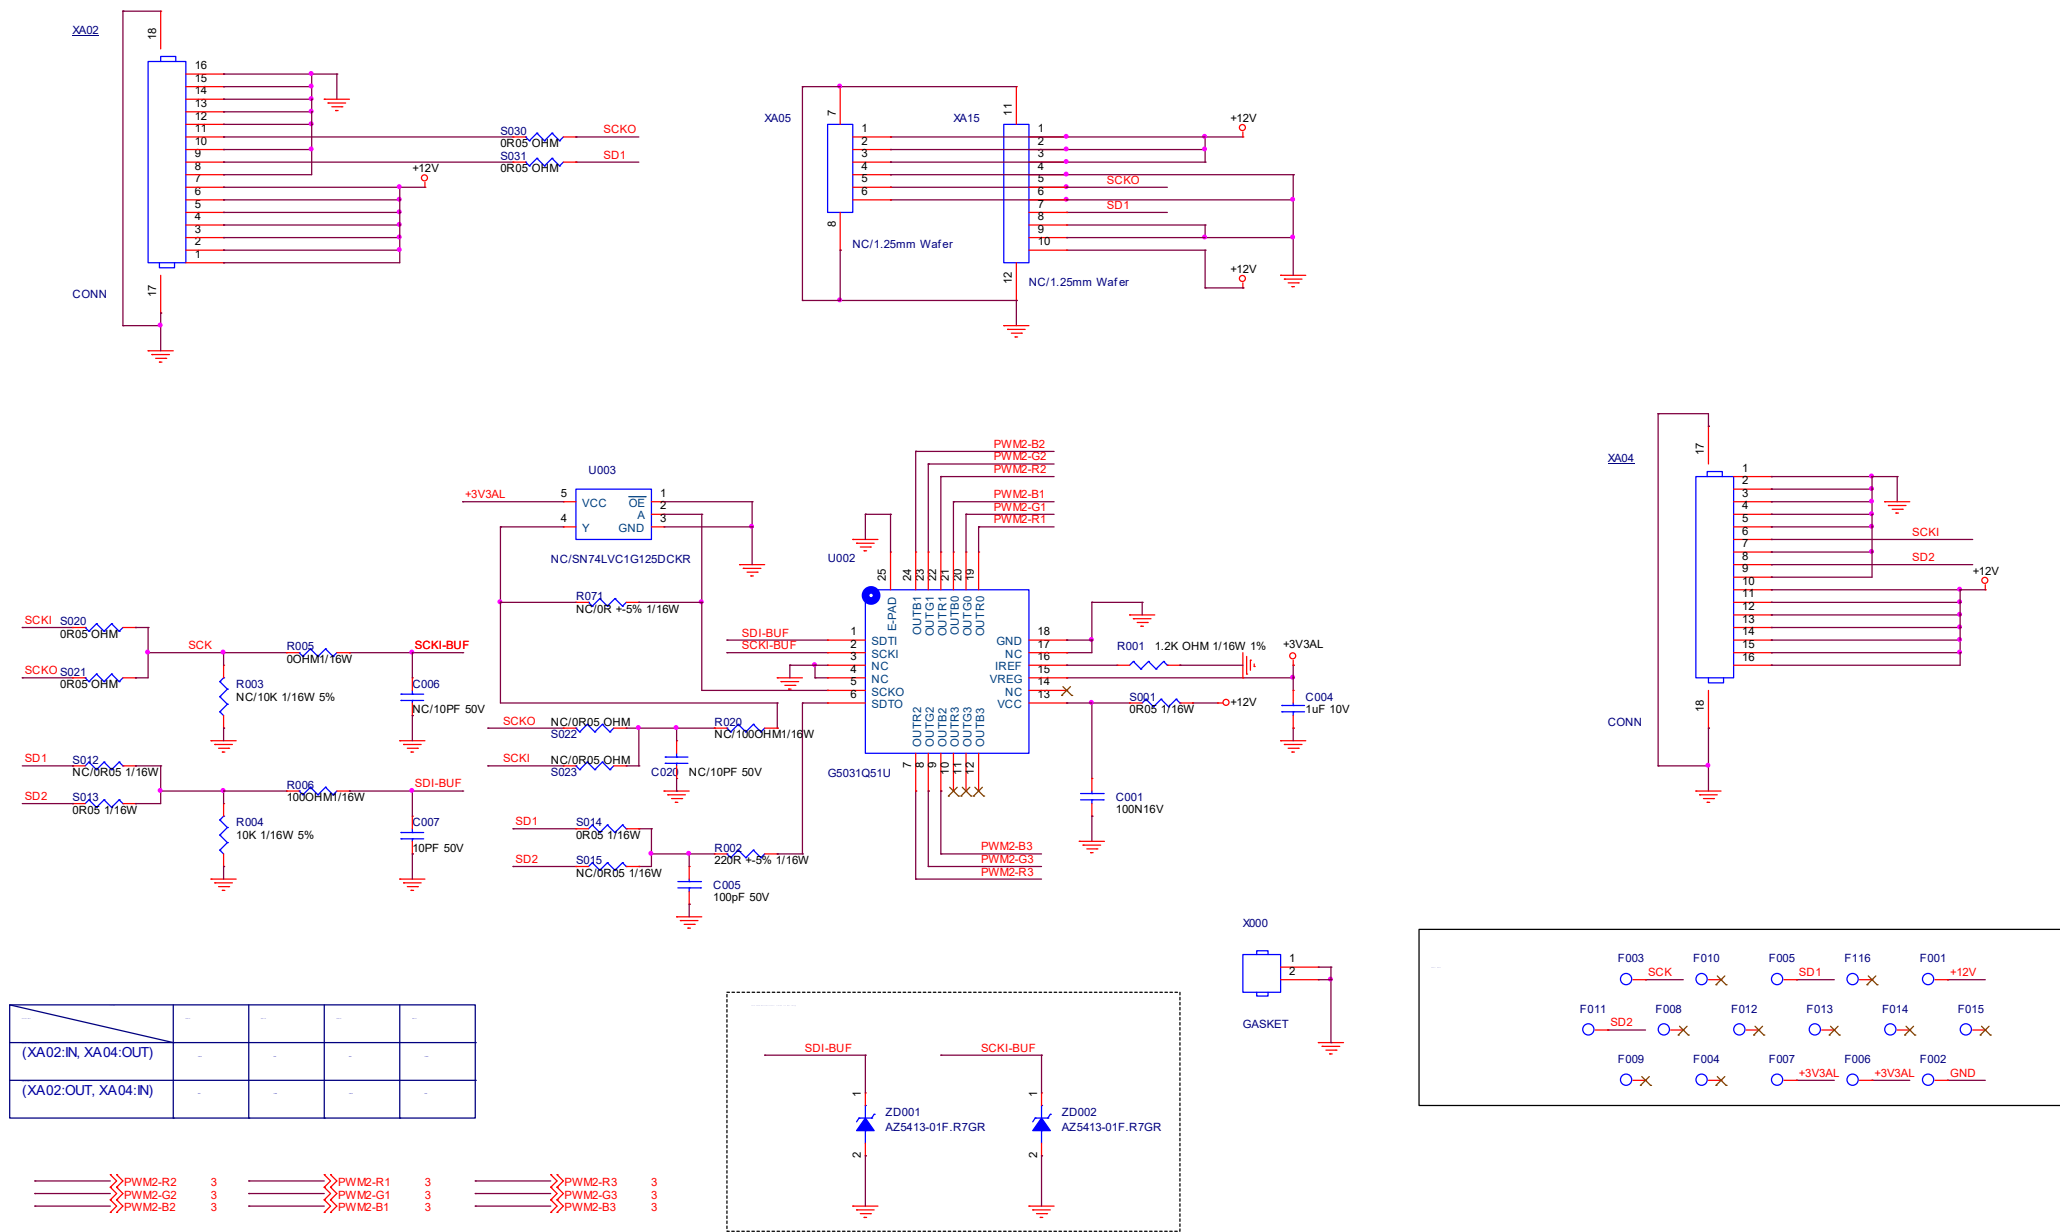 XA02
18
16
15
14
13
12
11
10
9
8
7
6
5
4
3
2
1
17
CONN
S030
0R05 OHM
SCKO
S031
0R05 OHM
SD1
+12V
XA05
7
1
2
3
4
5
6
8
NC/1.25mm Wafer
XA15
11
1
2
3
4
5
6
7
8
9
10
12
NC/1.25mm Wafer
SCKO
SD1
+12V
+12V
XA04
17
1
2
3
4
5
6
7
8
9
10
11
12
13
14
15
16
18
CONN
SCKI
SD2
+12V
U003
+3V3AL
5
4
VCC
Y
OE
A
GND
1
2
3
NC/SN74LVC1G125DCKR
R071
NC/0R +-5% 1/16W
SCKI
S020
0R05 OHM
SCKO
S021
0R05 OHM
SCK
R005
0OHM1/16W
SCKI-BUF
R003
NC/10K 1/16W 5%
C006
NC/10PF 50V
SD1
S012
NC/0R05 1/16W
SD2
S013
0R05 1/16W
R006
100OHM1/16W
SDI-BUF
R004
10K 1/16W 5%
C007
10PF 50V
SCKO
NC/0R05 OHM
S022
SCKI
NC/0R05 OHM
S023
R020
NC/100OHM1/16W
C020
NC/10PF 50V
SD1
S014
0R05 1/16W
SD2
S015
NC/0R05 1/16W
R002
220R +-5% 1/16W
C005
100pF 50V
PWM2-B2
PWM2-G2
PWM2-R2
PWM2-B1
PWM2-G1
PWM2-R1
U002
25
24
23
22
21
20
19
E-PAD
OUTB1
OUTG1
OUTR1
OUTB0
OUTG0
OUTR0
SDI-BUF
SCKI-BUF
1
2
3
4
5
6
SDTI
SCKI
NC
NC
SCKO
SDTO
GND
NC
IREF
VREG
NC
VCC
18
17
16
15
14
13
OUTR2
OUTG2
OUTB2
OUTR3
OUTG3
OUTB3
7
8
9
10
11
12
G5031Q51U
R001
1.2K OHM 1/16W 1%
+3V3AL
S001
0R05 1/16W
+12V
C004
1uF 10V
C001
100N16V
PWM2-B3
PWM2-G3
PWM2-R3
X000
1
2
GASKET
F003
SCK
F010
F005
SD1
F116
F001
+12V
F011
SD2
F008
F012
F013
F014
F015
F009
F004
F007
+3V3AL
F006
+3V3AL
F002
GND
(XA02:IN, XA04:OUT)
(XA02:OUT, XA04:IN)
SDI-BUF
1
ZD001
AZ5413-01F.R7GR
2
SCKI-BUF
1
ZD002
AZ5413-01F.R7GR
2
PWM2-R2 3
PWM2-G2 3
PWM2-B2 3
PWM2-R1 3
PWM2-G1 3
PWM2-B1 3
PWM2-R3 3
PWM2-G3 3
PWM2-B3 3